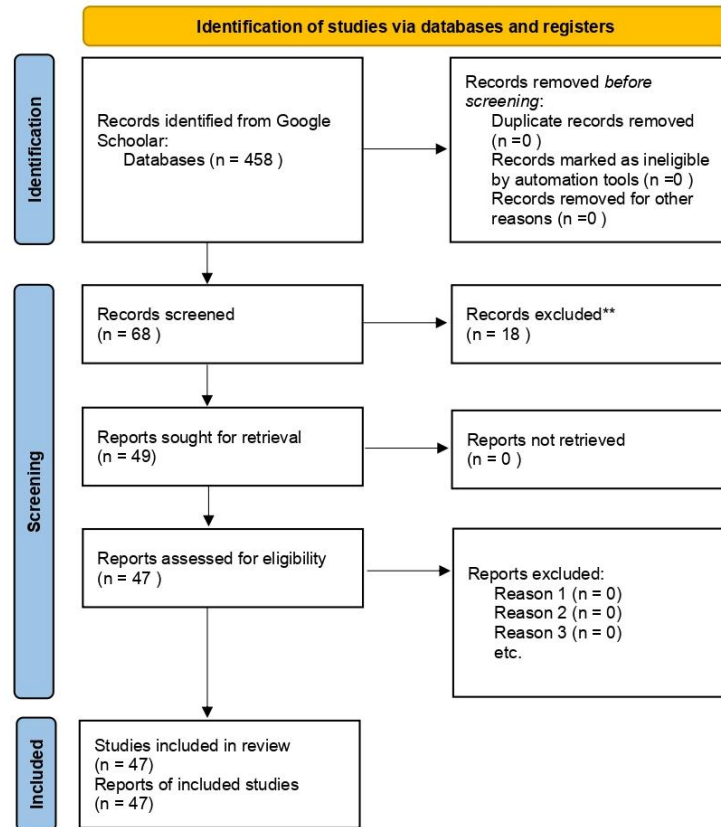 Identification of studies via databases and registers
Identification
Records identified from Google
Schoolar:
Databases (n = 458 )
Records removed before
screening:
Duplicate records removed
(n =0 )
Records marked as ineligible
by automation tools (n =0 )
Records removed for other
reasons (n =0 )
Screening
Records screened
(n = 68 )
Records excluded**
(n = 18 )
Reports sought for retrieval
(n = 49)
Reports not retrieved
(n = 0 )
Reports assessed for eligibility
(n = 47 )
Reports excluded:
Reason 1 (n = 0)
Reason 2 (n = 0)
Reason 3 (n = 0)
etc.
Included
Studies included in review
(n = 47)
Reports of included studies
(n = 47)